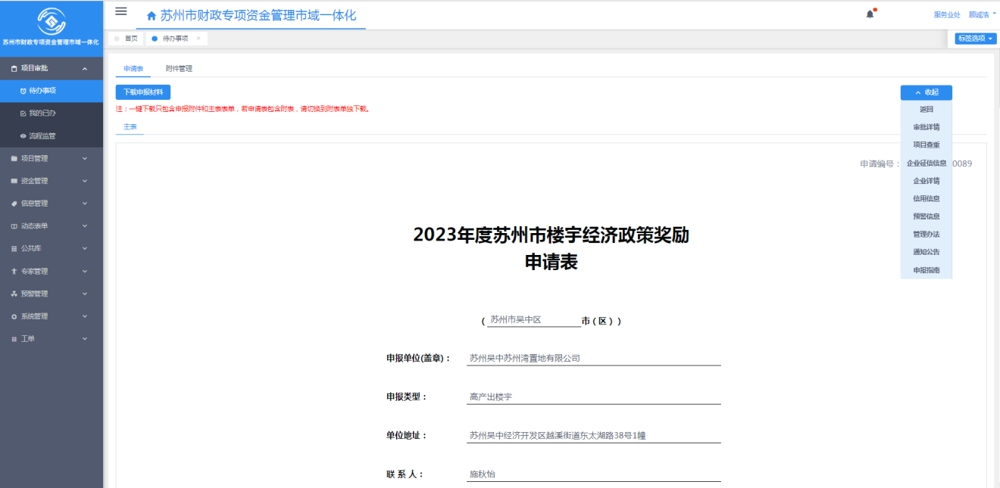 苏州市财政专项资金管理市域一体化
服务业处 顾诚洁
苏州市财政专项资金管理市域一体化
首页 待办事项 ×
标签选项
项目审批
待办事项
我的已办
流程监管
项目管理
资金管理
信息管理
动态表单
公共库
专家管理
预警管理
系统管理
工单
申请表 附件管理
下载申报材料
注：一键下载只包含申报附件和主表表单，若申请表包含附表，请切换到附表单独下载。
主表
收起
返回
审批详情
项目查重
企业征信信息
企业详情
信用信息
预警信息
管理办法
通知公告
申报指南
申请编号： 0089
2023年度苏州市楼宇经济政策奖励
申请表
( 苏州市吴中区 市 ( 区 ) )
申报单位(盖章)： 苏州吴中苏州湾置地有限公司
申报类型： 高产出楼宇
单位地址： 苏州吴中经济开发区越溪街道东太湖路38号1幢
联 系 人： 施秋怡